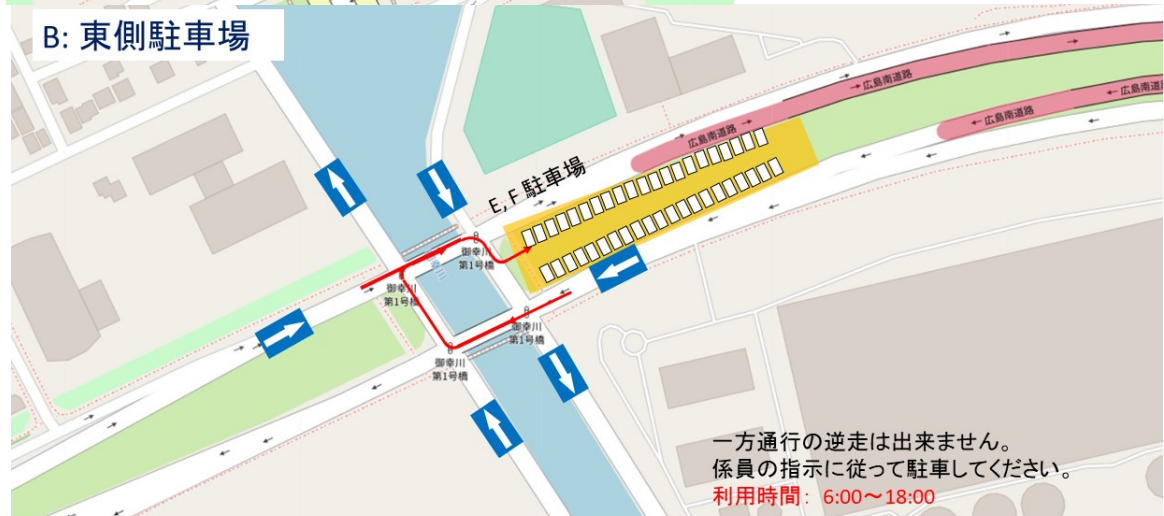 B: 東側駐車場
→ 広島南道路
← 広島南道路
← 広島南道路
広島南道路 →
E, F 駐車場
御幸川
第1号橋
御幸川
第1号橋
御幸川
第1号橋
御幸川
第1号橋
一方通行の逆走は出来ません。
係員の指示に従って駐車してください。
利用時間: 6:00～18:00